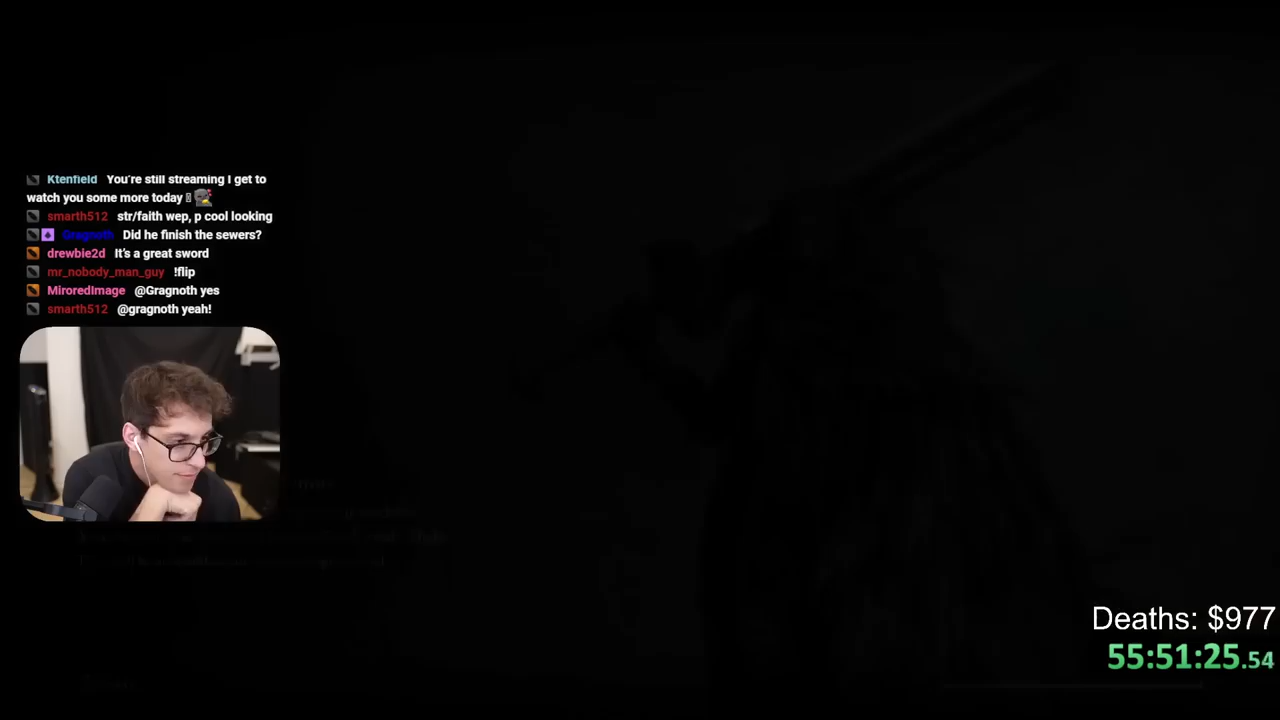 Ktenfield You're still streaming I get to
watch you some more today
smarth512 str/faith wep, p cool looking
Gragnoth Did he finish the sewers?
drewbie2d It's a great sword
mr_nobody_man_guy !flip
MiroredImage @Gragnoth yes
smarth512 @gragnoth yeah!
Deaths: $977
55:51:25.54